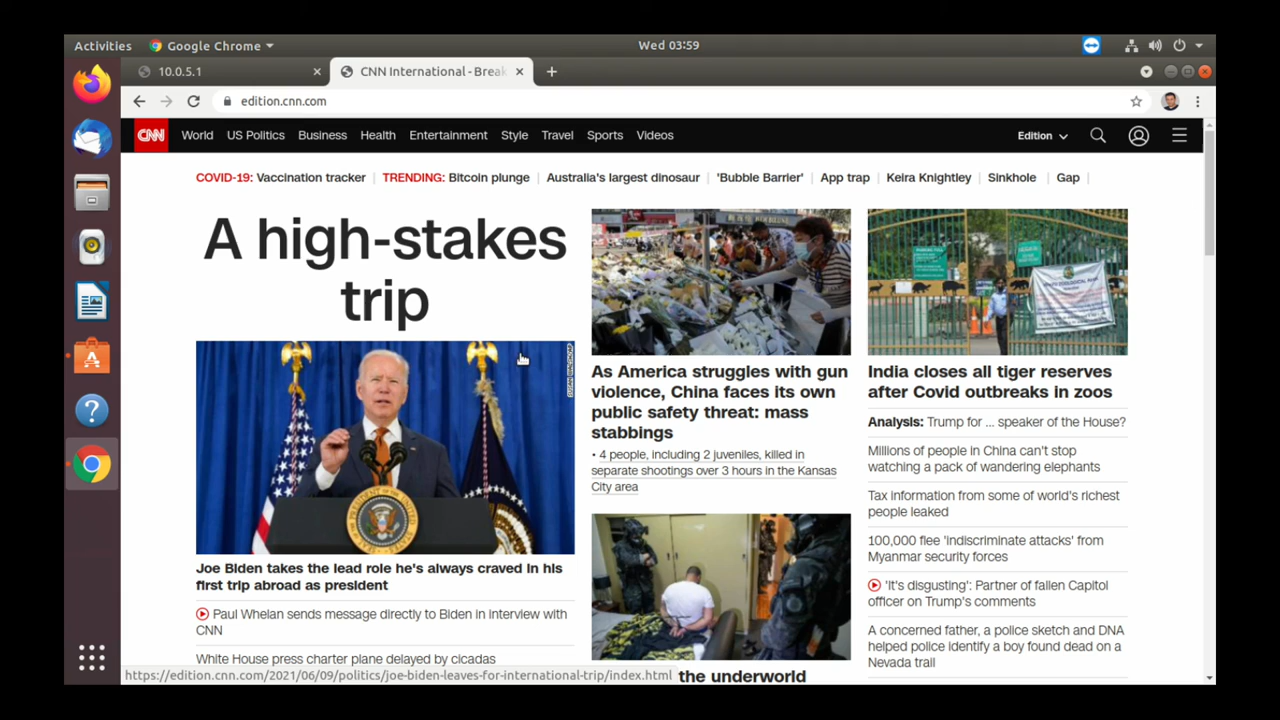 Activities Google Chrome Wed 03:59
10.0.5.1 CNN International - Break
edition.cnn.com
CNN World US Politics Business Health Entertainment Style Travel Sports Videos Edition
COVID-19: Vaccination tracker TRENDING: Bitcoin plunge Australia's largest dinosaur 'Bubble Barrier' App trap Keira Knightley Sinkhole Gap
A high-stakes
trip
Joe Biden takes the lead role he's always craved in his
first trip abroad as president
Paul Whelan sends message directly to Biden in interview with
CNN
White House press charter plane delayed by cicadas
As America struggles with gun
violence, China faces its own
public safety threat: mass
stabbings
• 4 people, including 2 juveniles, killed in
separate shootings over 3 hours in the Kansas
City area
the underworld
India closes all tiger reserves
after Covid outbreaks in zoos
Analysis: Trump for ... speaker of the House?
Millions of people in China can't stop
watching a pack of wandering elephants
Tax information from some of world's richest
people leaked
100,000 flee 'indiscriminate attacks' from
Myanmar security forces
'It's disgusting': Partner of fallen Capitol
officer on Trump's comments
A concerned father, a police sketch and DNA
helped police identify a boy found dead on a
Nevada trail
https://edition.cnn.com/2021/06/09/politics/joe-biden-leaves-for-international-trip/index.html